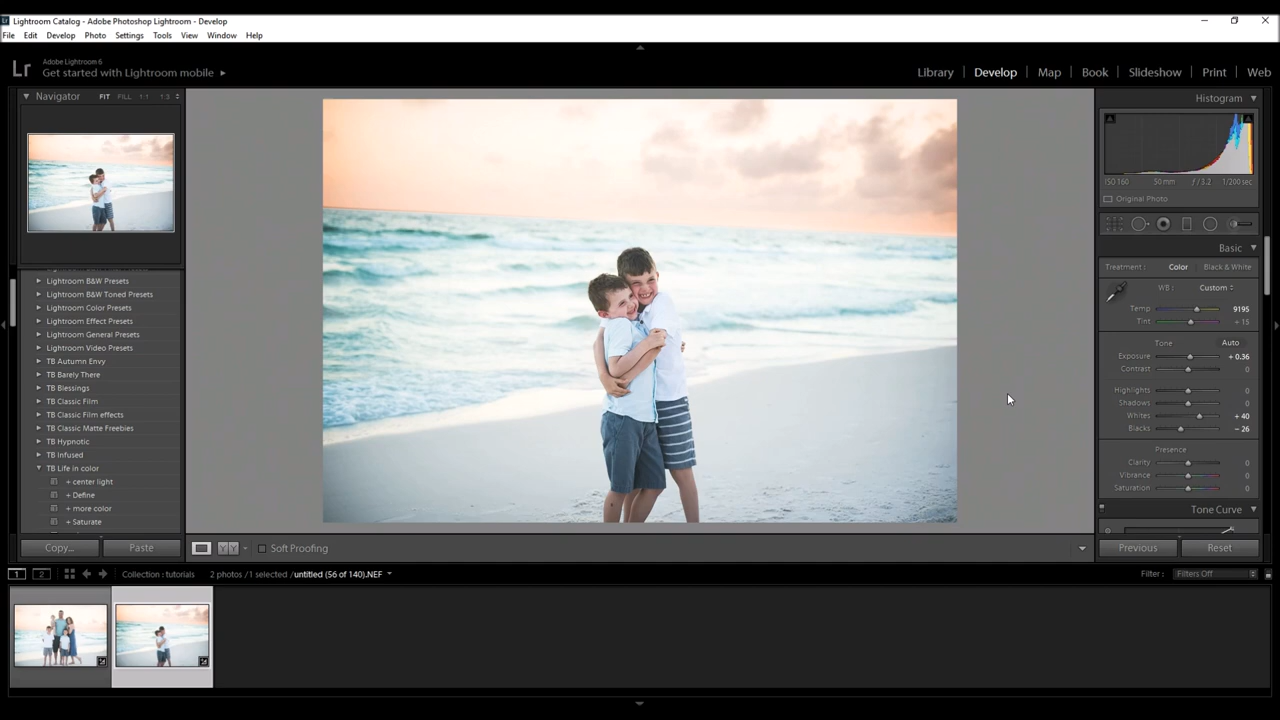 Lightroom Catalog - Adobe Photoshop Lightroom - Develop
File Edit Develop Photo Settings Tools View Window Help
Lr Adobe Lightroom 6
Get started with Lightroom mobile
Library Develop Map Book Slideshow Print Web
Navigator FIT FILL 1:1 1:3
Lightroom B&W Presets
Lightroom B&W Toned Presets
Lightroom Color Presets
Lightroom Effect Presets
Lightroom General Presets
Lightroom Video Presets
TB Autumn Envy
TB Barely There
TB Blessings
TB Classic Film
TB Classic Film effects
TB Classic Matte Freebies
TB Hypnotic
TB Infused
TB Life in color
+ center light
+ Define
+ more color
+ Saturate
Copy... Paste
Soft Proofing
Histogram
ISO 160 50 mm f / 3.2 1/200 sec
Original Photo
Basic
Treatment : Color Black & White
WB : Custom
Temp 9195
Tint + 15
Tone Auto
Exposure + 0.36
Contrast 0
Highlights 0
Shadows 0
Whites + 40
Blacks - 26
Presence
Clarity 0
Vibrance 0
Saturation 0
Tone Curve
Previous Reset
1 2 Collection : tutorials 2 photos / 1 selected / untitled (56 of 140).NEF Filter : Filters Off